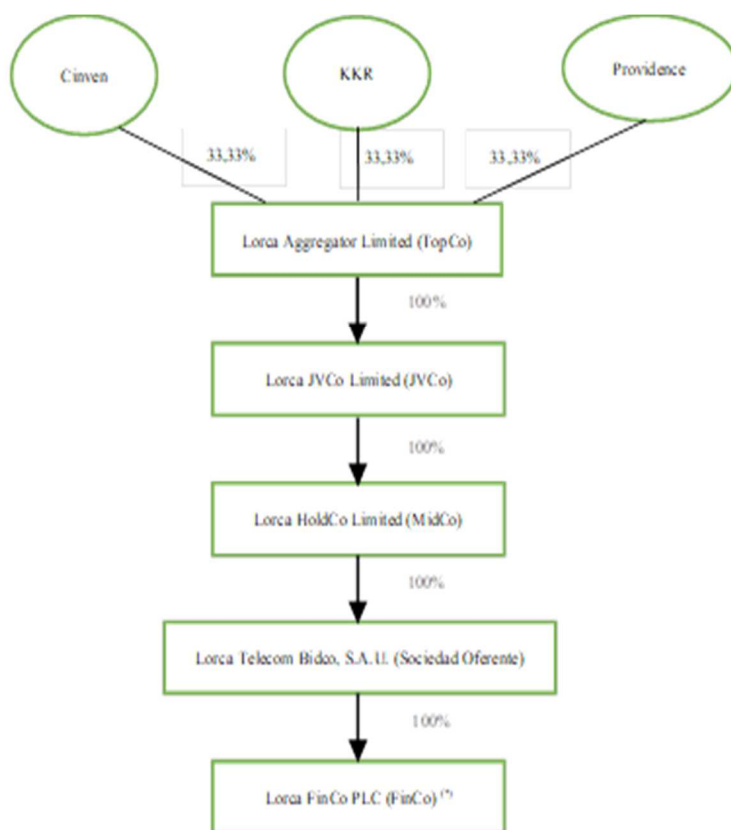 Cinven
KKR
Providence
33,33%
33,33%
33,33%
Lorca Aggregator Limited (TopCo)
100%
Lorca JVCo Limited (JVCo)
100%
Lorca HoldCo Limited (MidCo)
100%
Lorca Telecom Bidco, S.A.U. (Sociedad Oferente)
100%
Lorca FinCo PLC (FinCo) (*)